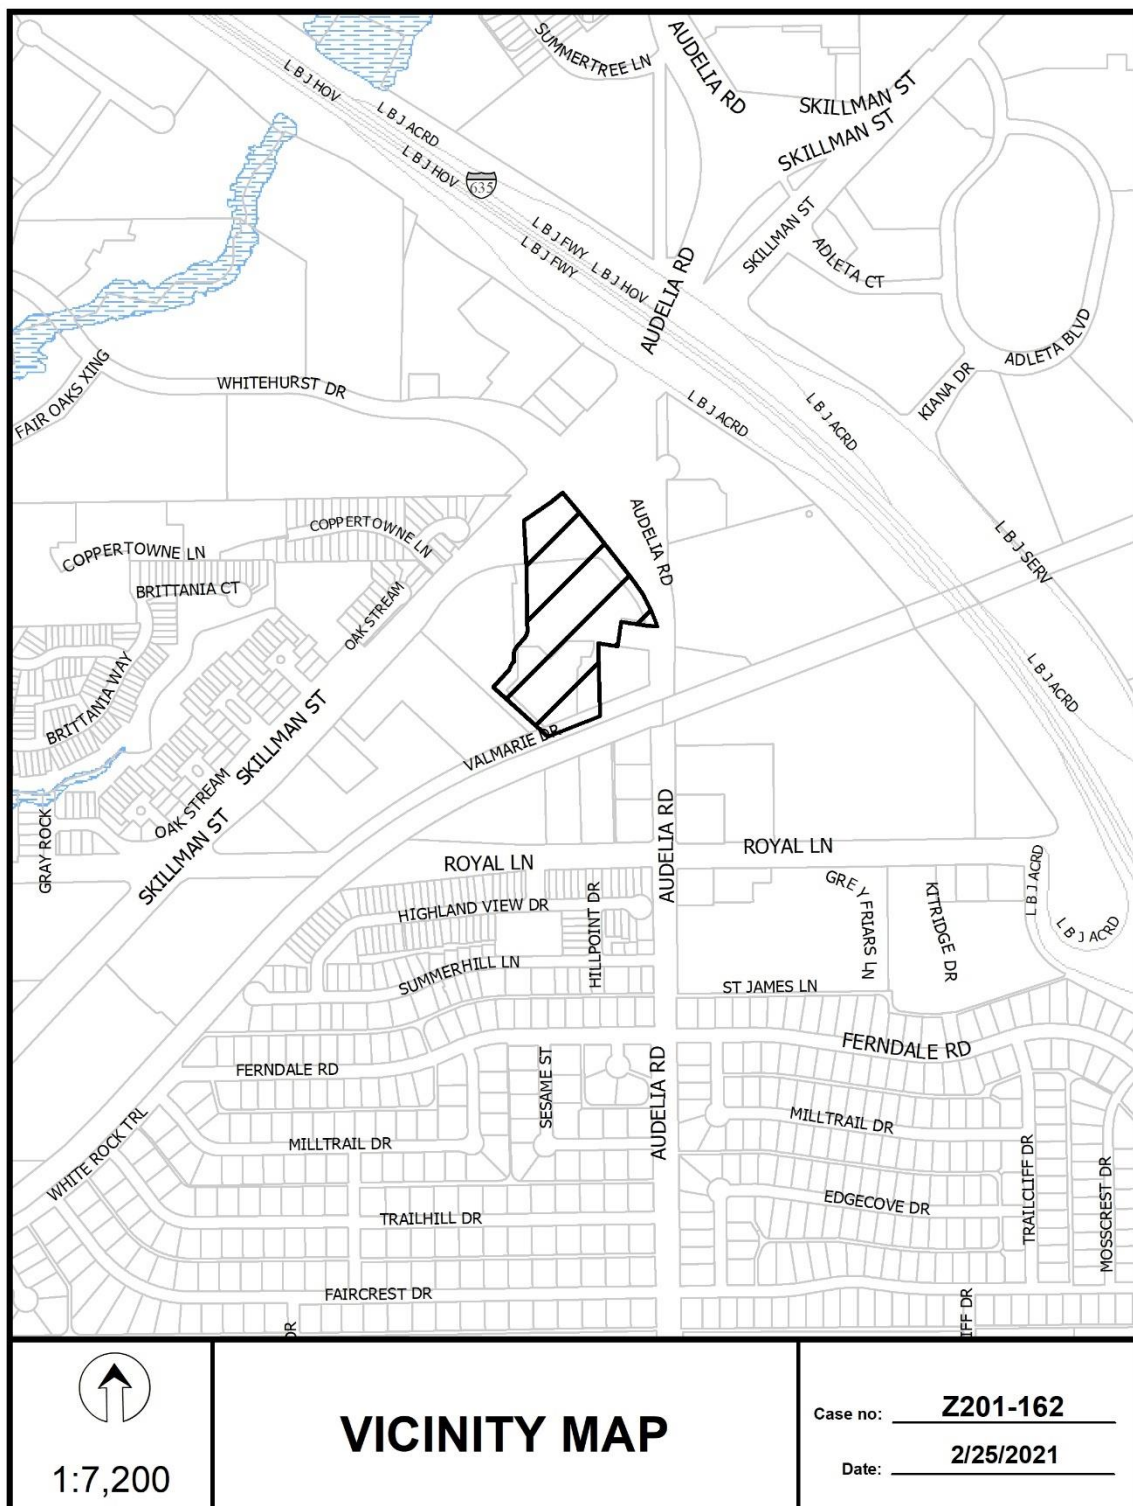 SUMMERTREE LN
AUDELIA RD
SKILLMAN ST
SKILLMAN ST
L B J HOV
L B J ACRD
L B J HOV
635
SKILLMAN ST
L B J FWY
L B J FWY
L B J HOV
ADLETA CT
AUDELIA RD
ADLETA BLVD
KIANA DR
FAIR OAKS XING
WHITEHURST DR
L B J ACRD
L B J ACRD
AUDELIA RD
COPPERTOWNE LN
COPPERTOWNE LN
L B J SERV
BRITTANIA CT
OAK STREAM
BRITTANIA WAY
SKILLMAN ST
L B J ACRD
VALMARIE DR
OAK STREAM
SKILLMAN ST
GRAY ROCK
AUDELIA RD
ROYAL LN
ROYAL LN
L B J ACRD
GREYFRIARS LN
KITRIDGE DR
L B J ACRD
HIGHLAND VIEW DR
HILLPOINT DR
SUMMERHILL LN
ST JAMES LN
FERNDALE RD
FERNDALE RD
SESAME ST
AUDELIA RD
WHITE ROCK TRL
MILLTRAIL DR
MILLTRAIL DR
TRAILCLIFF DR
MOSSCREST DR
TRAILHILL DR
EDGECOVE DR
FAIRCREST DR
DR
IFF DR
1:7,200
VICINITY MAP
Case no: Z201-162
Date: 2/25/2021